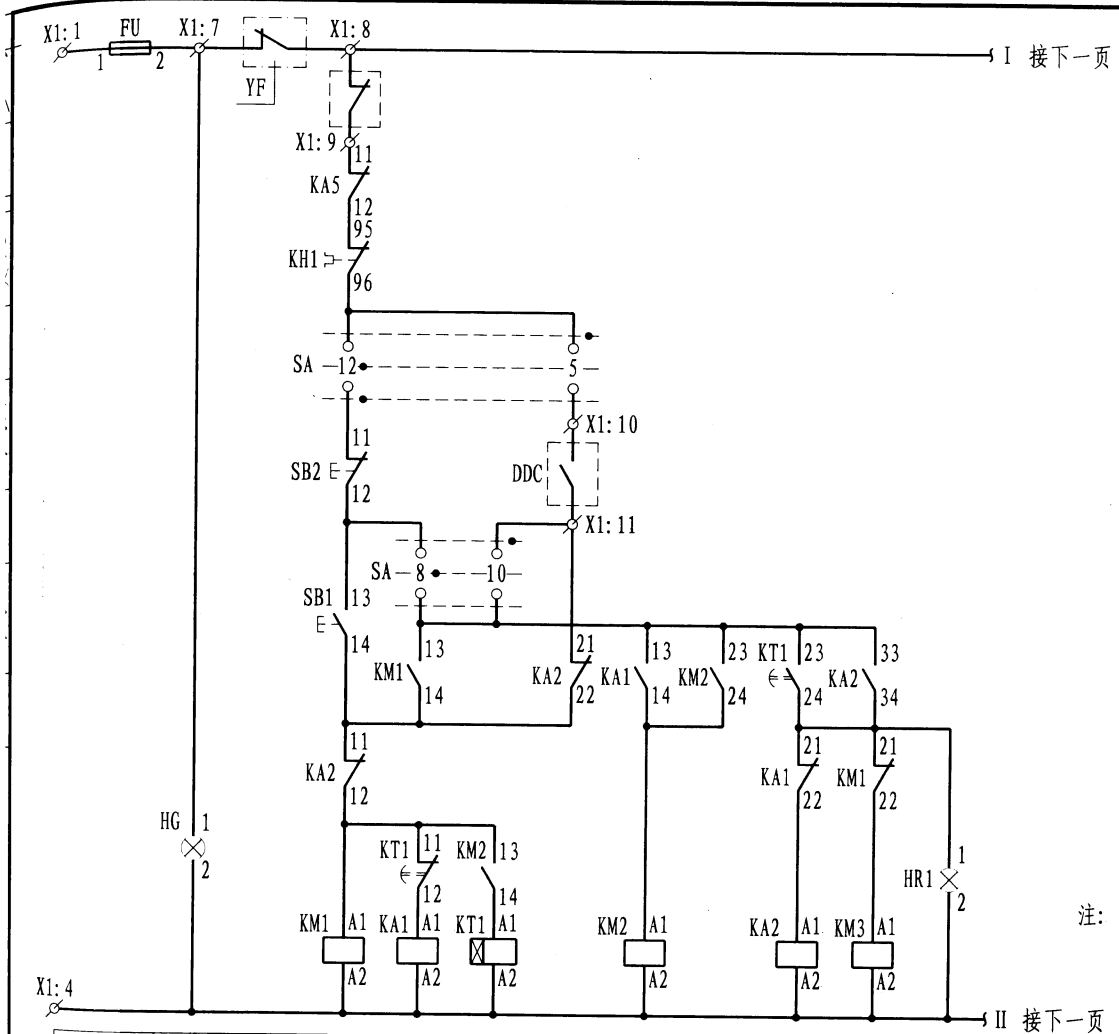 X1:1 FU X1:7 X1:8
1 2
YF
I 接下一页
X1:9
11
KA5
12
95
KH1
96
SA 12 5
X1:10
11
SB2 DDC
12
X1:11
SA 8 10
SB1 13
14
13 21 13 23 KT1 23 33
KM1 KA2 KA1 KM2 KA2
14 22 14 24 24 34
11 21 21
KA2 KA1 KM1
12 22 22
HG 1
2
11 KM2 13
KT1
12 14
HR1 1
2
注:
KM1 A1 KA1 A1 KT1 A1 KM2 A1 KA2 A1 KM3 A1
A2 A2 A2 A2 A2 A2
X1:4
II 接下一页